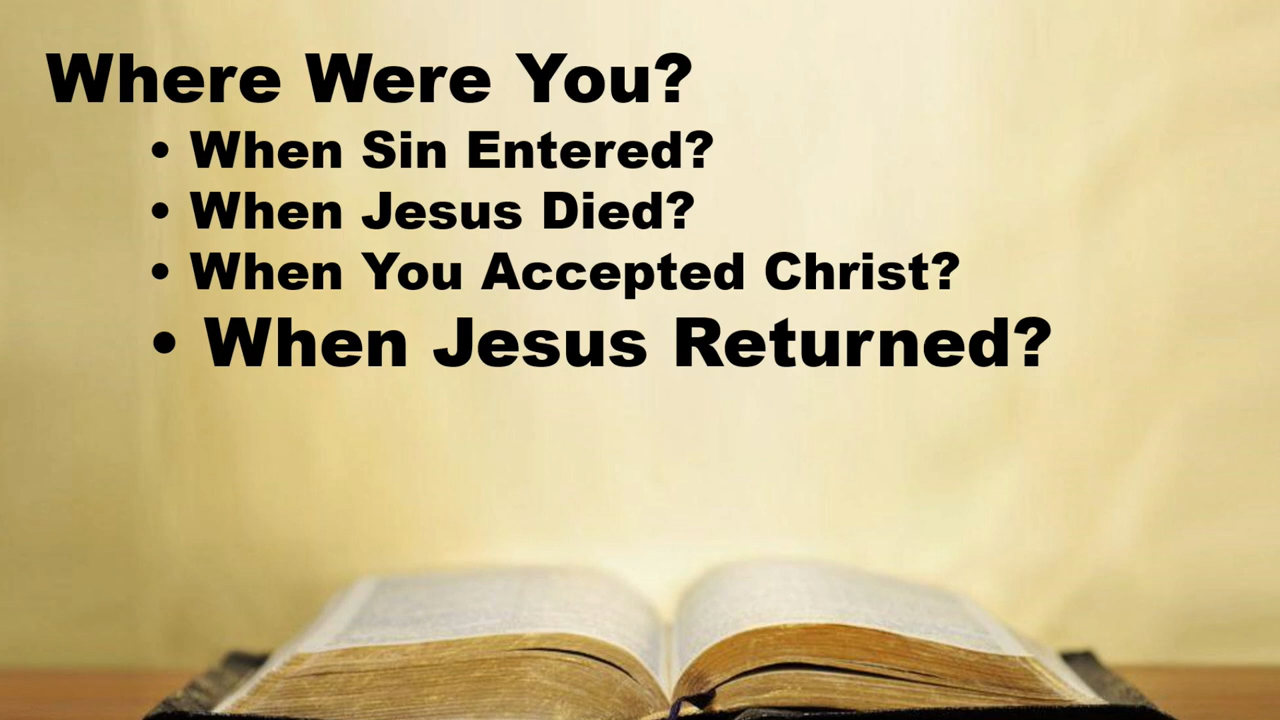 Where Were You?
• When Sin Entered?
• When Jesus Died?
• When You Accepted Christ?
• When Jesus Returned?